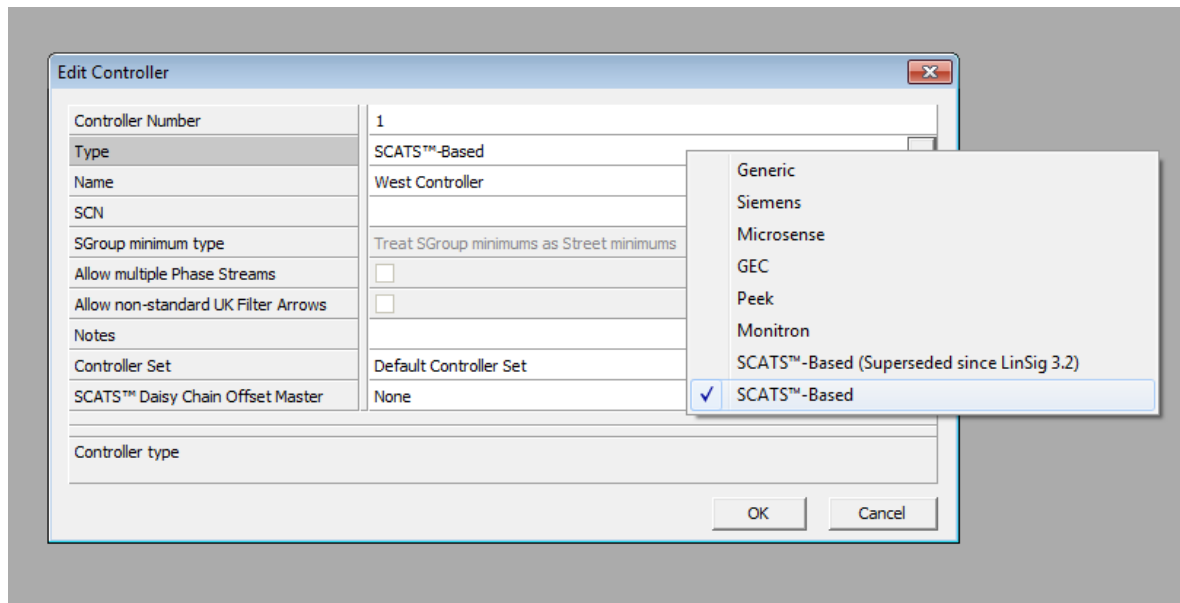 Edit Controller
Controller Number 1
Type SCATS™-Based
Name West Controller
SCN
SGroup minimum type Treat SGroup minimums as Street minimums
Allow multiple Phase Streams
Allow non-standard UK Filter Arrows
Notes
Controller Set Default Controller Set
SCATS™ Daisy Chain Offset Master None
Generic
Siemens
Microsense
GEC
Peek
Monitron
SCATS™-Based (Superseded since LinSig 3.2)
SCATS™-Based
Controller type
OK Cancel